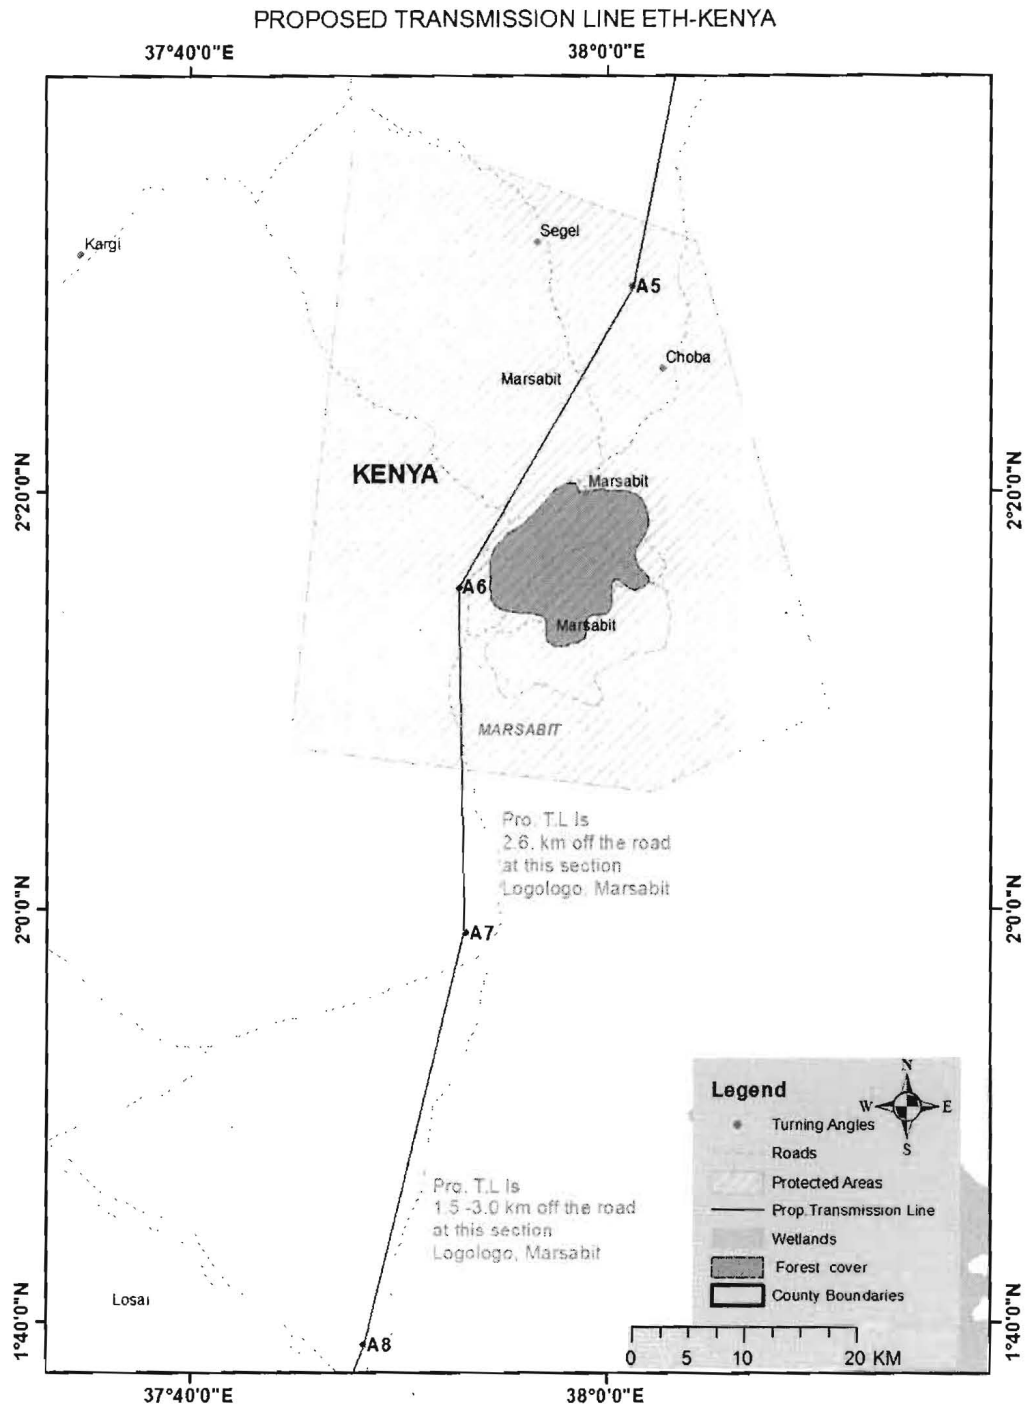 PROPOSED TRANSMISSION LINE ETH-KENYA
37°40'0"E
38°0'0"E
Kargi
Segel
A5
Choba
Marsabit
KENYA
2°20'0"N
2°20'0"N
Marsabit
A6
Marsabit
MARSABIT
Pro. T.L Is
2.6. km off the road
at this section
Logologo, Marsabit
2°0'0"N
2°0'0"N
A7
Pro. T.L Is
1.5 -3.0 km off the road
at this section
Logologo, Marsabit
Losai
A8
1°40'0"N
1°40'0"N
Legend
N
W
E
S
Turning Angles
Roads
Protected Areas
Prop.Transmission Line
Wetlands
Forest cover
County Boundaries
0 5 10 20 KM
37°40'0"E
38°0'0"E